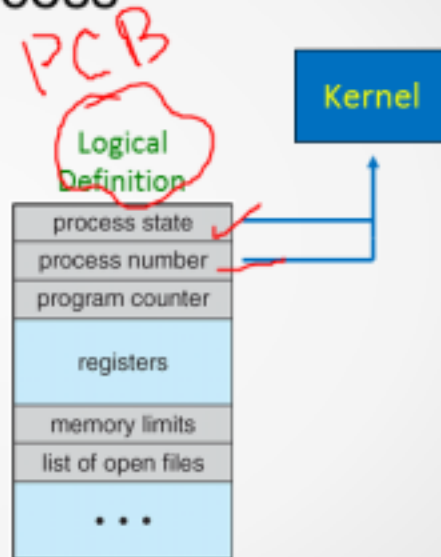 PCB
Kernel
Logical
Definition
process state
process number
program counter
registers
memory limits
list of open files
• • •